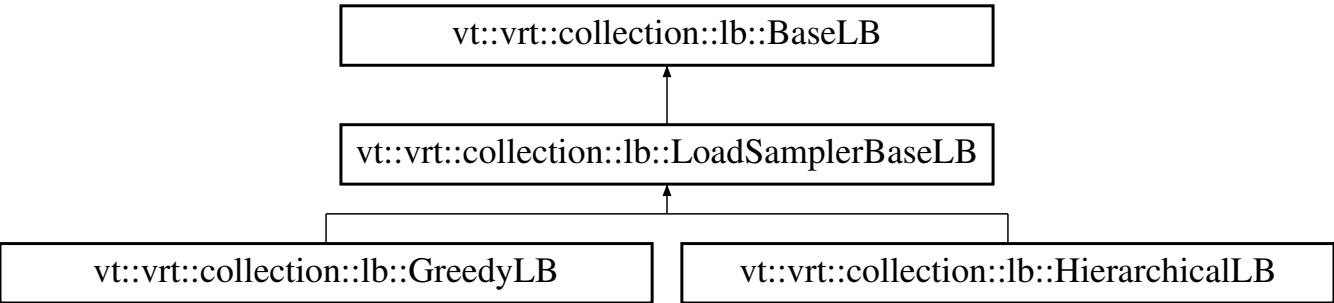 vt::vrt::collection::lb::BaseLB
vt::vrt::collection::lb::LoadSamplerBaseLB
vt::vrt::collection::lb::GreedyLB
vt::vrt::collection::lb::HierarchicalLB